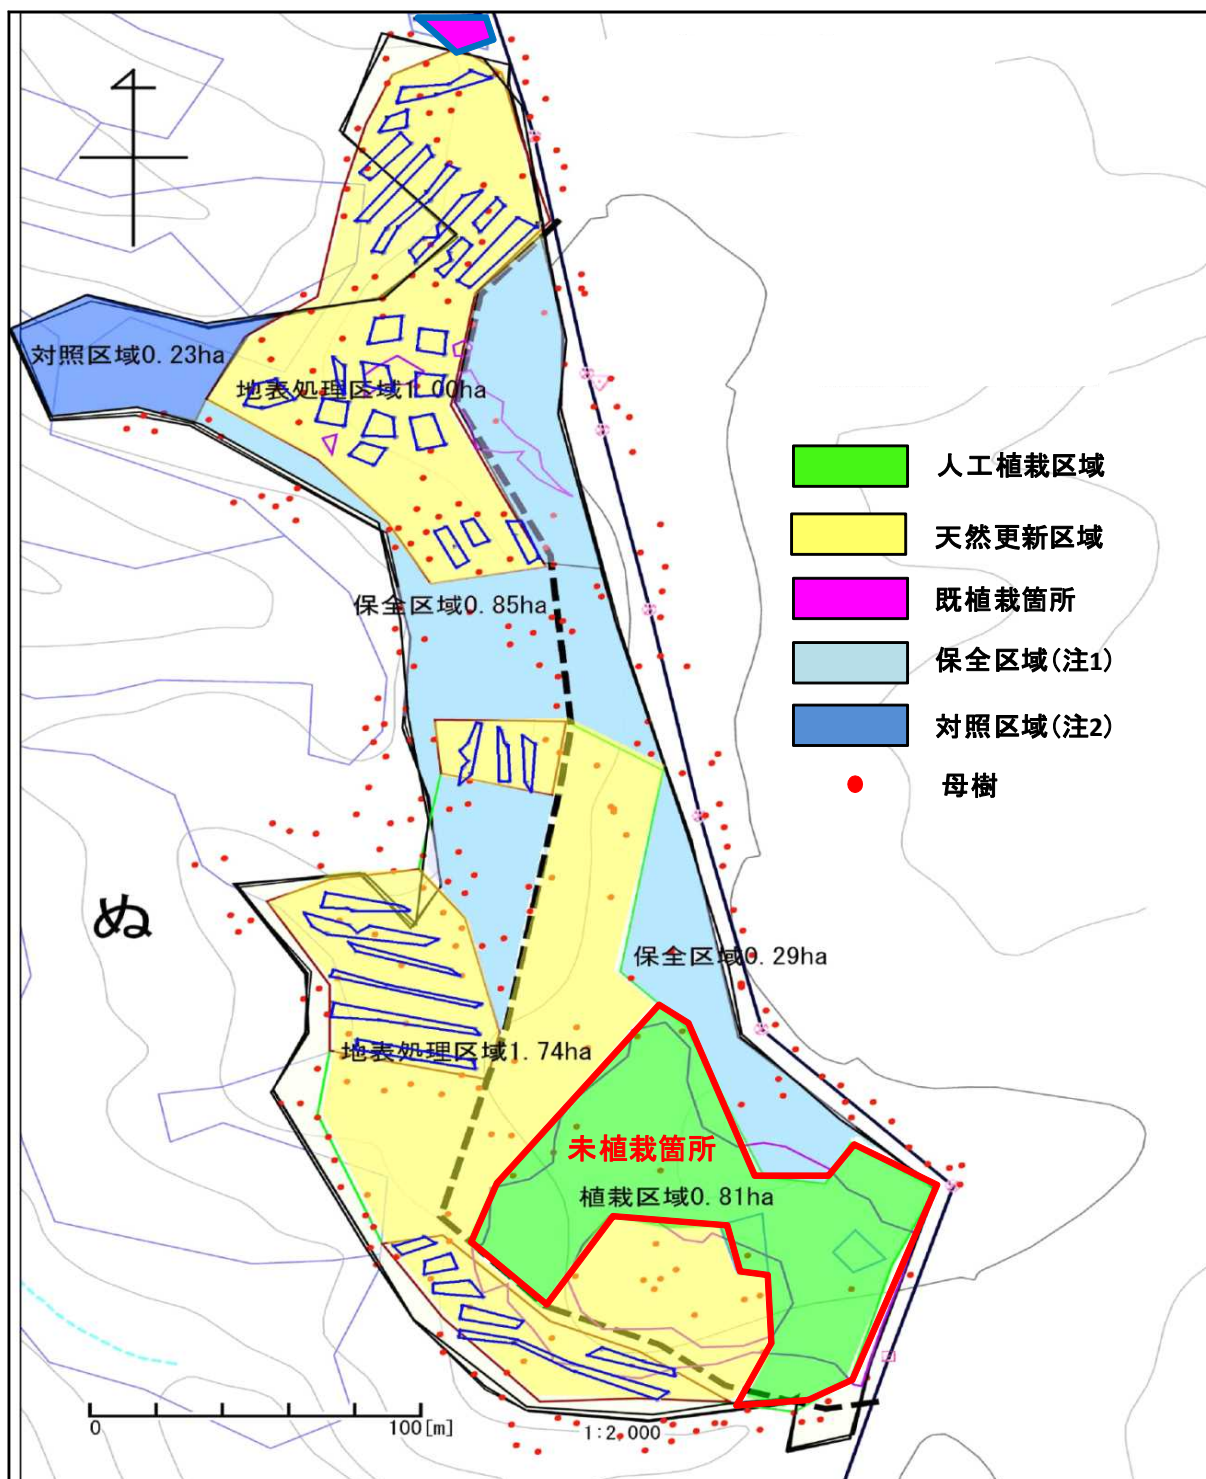 対照区域0.23ha
地表処理区域1.00ha
人工植栽区域
天然更新区域
既植栽箇所
保全区域0.85ha
保全区域(注1)
対照区域(注2)
母樹
ぬ
保全区域0.29ha
地表処理区域1.74ha
未植栽箇所
植栽区域0.81ha
0 100[m]
1:2,000